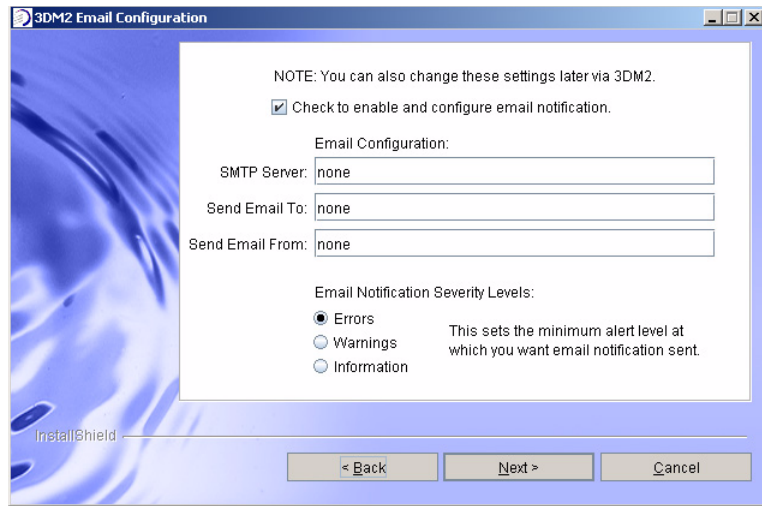 3DM2 Email Configuration
NOTE: You can also change these settings later via 3DM2.
Check to enable and configure email notification.
Email Configuration:
SMTP Server: none
Send Email To: none
Send Email From: none
Email Notification Severity Levels:
Errors
Warnings
Information
This sets the minimum alert level at
which you want email notification sent.
InstallShield
< Back
Next >
Cancel